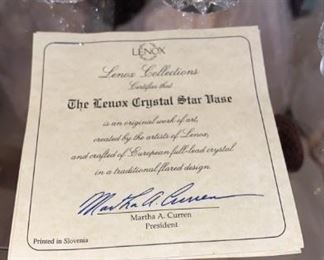 LENOX
Lenox Collections
Certifies that
The Lenox Crystal Star Vase
is an original work of art,
created by the artists of Lenox,
and crafted of European full-lead crystal
in a traditional flared design.
Martha A. Curren
Martha A. Curren
President
Printed in Slovenia